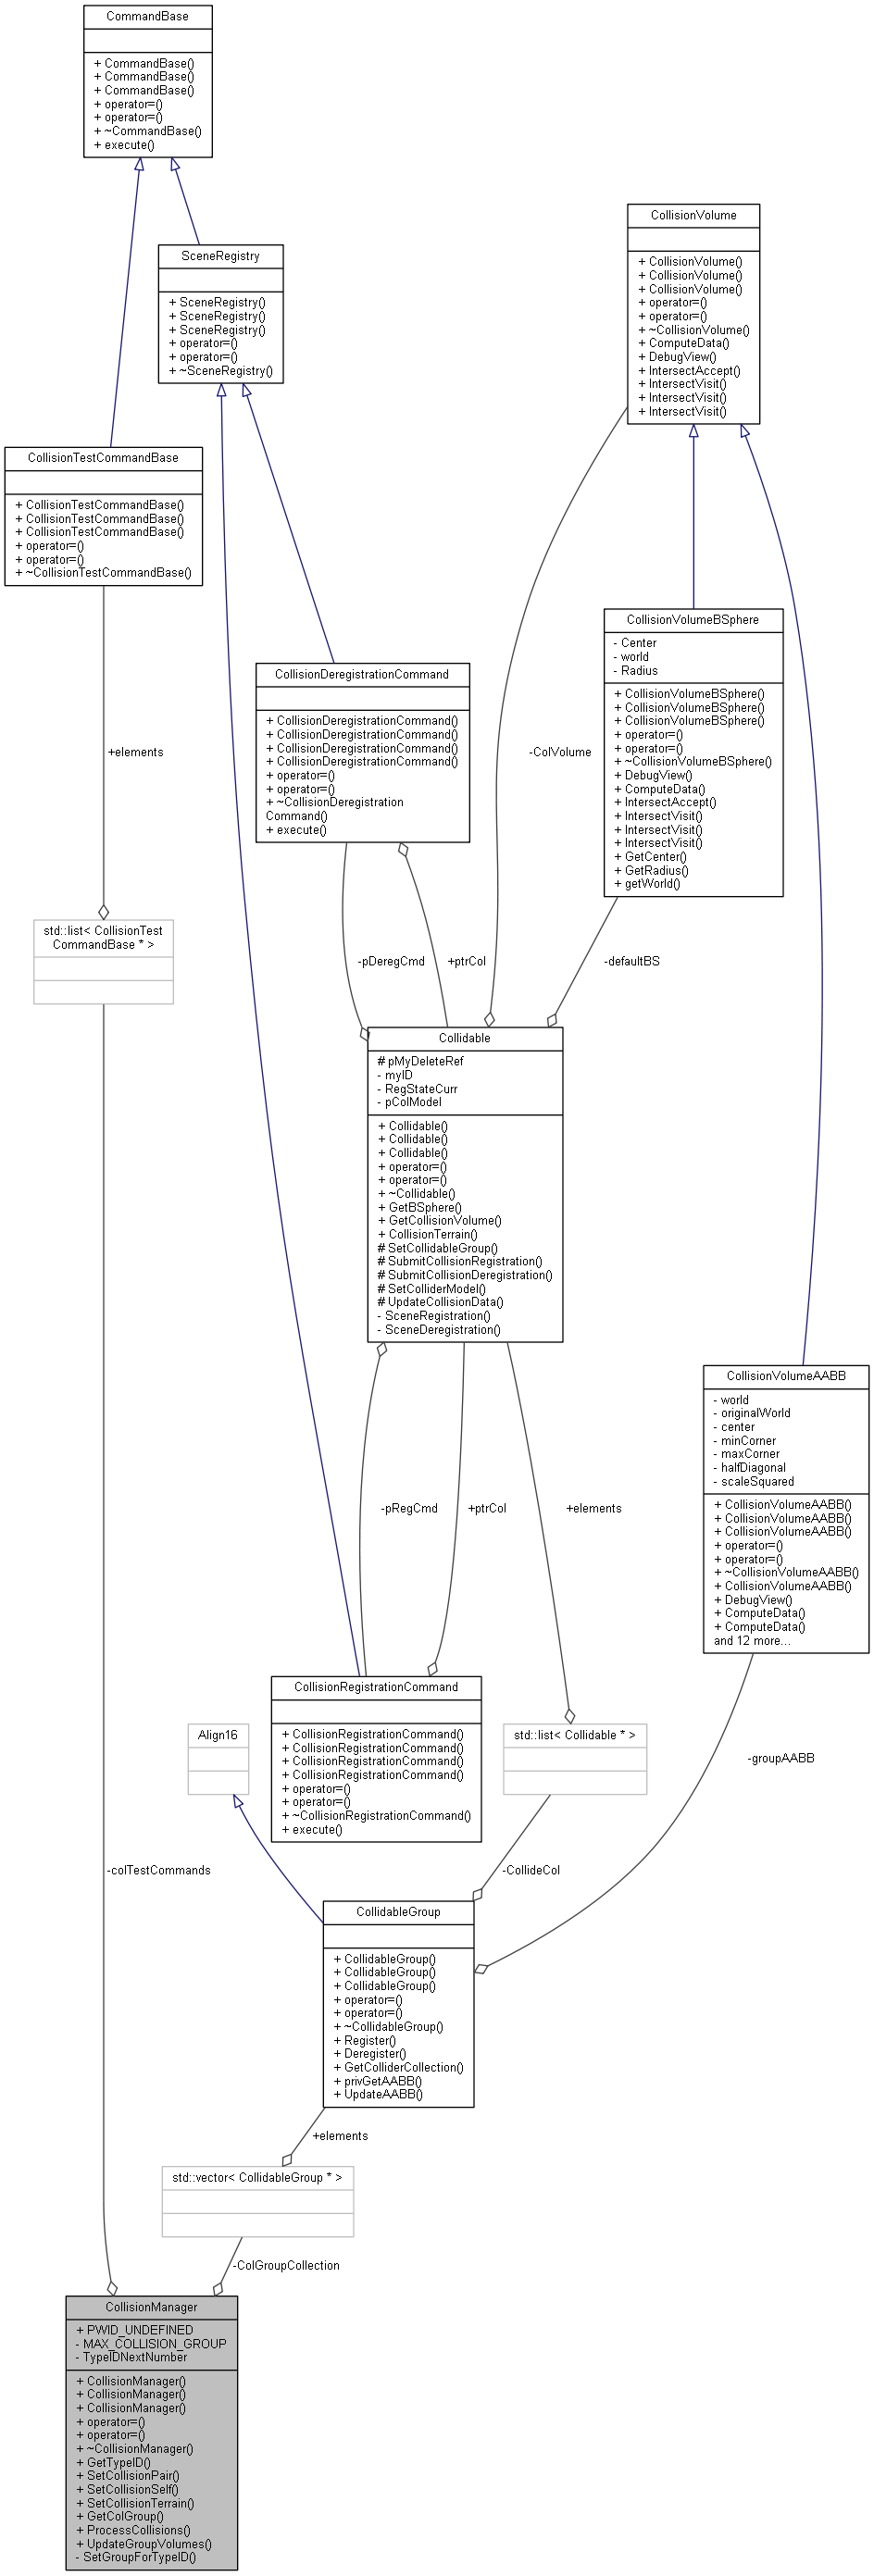 CommandBase
+ CommandBase()
+ CommandBase()
+ CommandBase()
+ operator=()
+ operator=()
+ ~CommandBase()
+ execute()
CollisionVolume
+ CollisionVolume()
+ CollisionVolume()
+ CollisionVolume()
+ operator=()
+ operator=()
+ ~CollisionVolume()
+ ComputeData()
+ DebugView()
+ IntersectAccept()
+ IntersectVisit()
+ IntersectVisit()
+ IntersectVisit()
SceneRegistry
+ SceneRegistry()
+ SceneRegistry()
+ SceneRegistry()
+ operator=()
+ operator=()
+ ~SceneRegistry()
CollisionTestCommandBase
+ CollisionTestCommandBase()
+ CollisionTestCommandBase()
+ CollisionTestCommandBase()
+ operator=()
+ operator=()
+ ~CollisionTestCommandBase()
CollisionVolumeBSphere
- Center
- world
- Radius
+ CollisionVolumeBSphere()
+ CollisionVolumeBSphere()
+ CollisionVolumeBSphere()
+ operator=()
+ operator=()
+ ~CollisionVolumeBSphere()
+ DebugView()
+ ComputeData()
+ IntersectAccept()
+ IntersectVisit()
+ IntersectVisit()
+ IntersectVisit()
+ GetCenter()
+ GetRadius()
+ getWorld()
CollisionDeregistrationCommand
+ CollisionDeregistrationCommand()
+ CollisionDeregistrationCommand()
+ CollisionDeregistrationCommand()
+ CollisionDeregistrationCommand()
+ operator=()
+ operator=()
+ ~CollisionDeregistration
Command()
+ execute()
+elements
-ColVolume
std::list< CollisionTest
CommandBase * >
-pDeregCmd
+ptrCol
-defaultBS
Collidable
# pMyDeleteRef
- myID
- RegStateCurr
- pColModel
+ Collidable()
+ Collidable()
+ Collidable()
+ operator=()
+ operator=()
+ ~Collidable()
+ GetBSphere()
+ GetCollisionVolume()
+ CollisionTerrain()
# SetCollidableGroup()
# SubmitCollisionRegistration()
# SubmitCollisionDeregistration()
# SetColliderModel()
# UpdateCollisionData()
- SceneRegistration()
- SceneDeregistration()
CollisionVolumeAABB
- world
- originalWorld
- center
- minCorner
- maxCorner
- halfDiagonal
- scaleSquared
+ CollisionVolumeAABB()
+ CollisionVolumeAABB()
+ CollisionVolumeAABB()
+ operator=()
+ operator=()
+ ~CollisionVolumeAABB()
+ CollisionVolumeAABB()
+ DebugView()
+ ComputeData()
+ ComputeData()
and 12 more...
-pRegCmd
+ptrCol
+elements
CollisionRegistrationCommand
+ CollisionRegistrationCommand()
+ CollisionRegistrationCommand()
+ CollisionRegistrationCommand()
+ CollisionRegistrationCommand()
+ operator=()
+ operator=()
+ ~CollisionRegistrationCommand()
+ execute()
Align16
std::list< Collidable * >
-groupAABB
-colTestCommands
-CollideCol
CollidableGroup
+ CollidableGroup()
+ CollidableGroup()
+ CollidableGroup()
+ operator=()
+ operator=()
+ ~CollidableGroup()
+ Register()
+ Deregister()
+ GetColliderCollection()
+ privGetAABB()
+ UpdateAABB()
+elements
std::vector< CollidableGroup * >
-ColGroupCollection
CollisionManager
+ PWID_UNDEFINED
- MAX_COLLISION_GROUP
- TypeIDNextNumber
+ CollisionManager()
+ CollisionManager()
+ CollisionManager()
+ operator=()
+ operator=()
+ ~CollisionManager()
+ GetTypeID()
+ SetCollisionPair()
+ SetCollisionSelf()
+ SetCollisionTerrain()
+ GetColGroup()
+ ProcessCollisions()
+ UpdateGroupVolumes()
- SetGroupForTypeID()